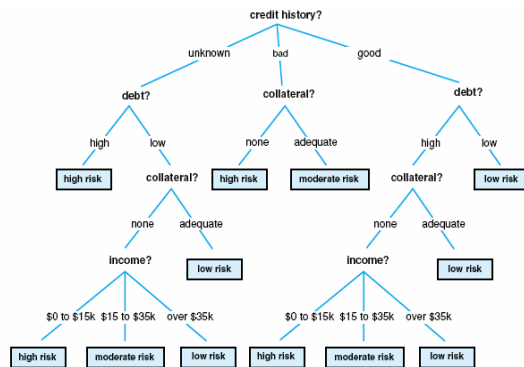 credit history?
unknown bad good
debt? collateral? debt?
high low none adequate high low
high risk collateral? high risk moderate risk collateral? low risk
none adequate none adequate
income? low risk income? low risk
$0 to $15k $15 to $35k over $35k $0 to $15k $15 to $35k over $35k
high risk moderate risk low risk high risk moderate risk low risk